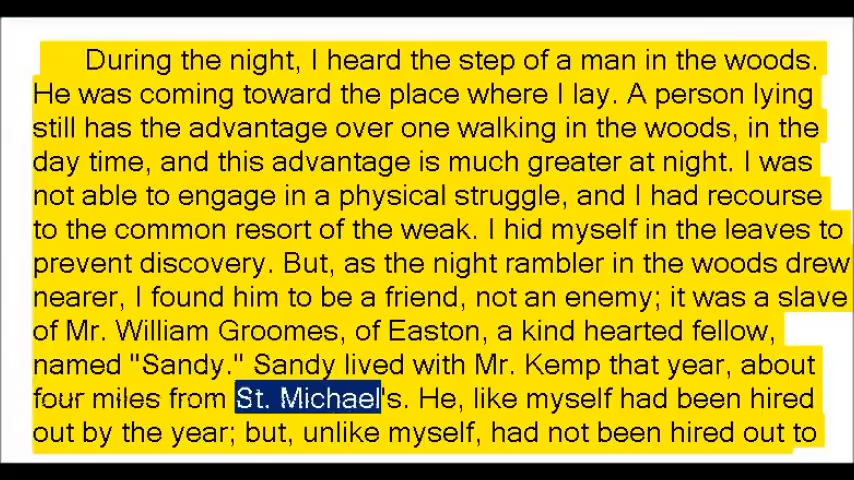 During the night, I heard the step of a man in the woods.
He was coming toward the place where I lay. A person lying
still has the advantage over one walking in the woods, in the
day time, and this advantage is much greater at night. I was
not able to engage in a physical struggle, and I had recourse
to the common resort of the weak. I hid myself in the leaves to
prevent discovery. But, as the night rambler in the woods drew
nearer, I found him to be a friend, not an enemy; it was a slave
of Mr. William Groomes, of Easton, a kind hearted fellow,
named "Sandy." Sandy lived with Mr. Kemp that year, about
four miles from St. Michael's. He, like myself had been hired
out by the year; but, unlike myself, had not been hired out to